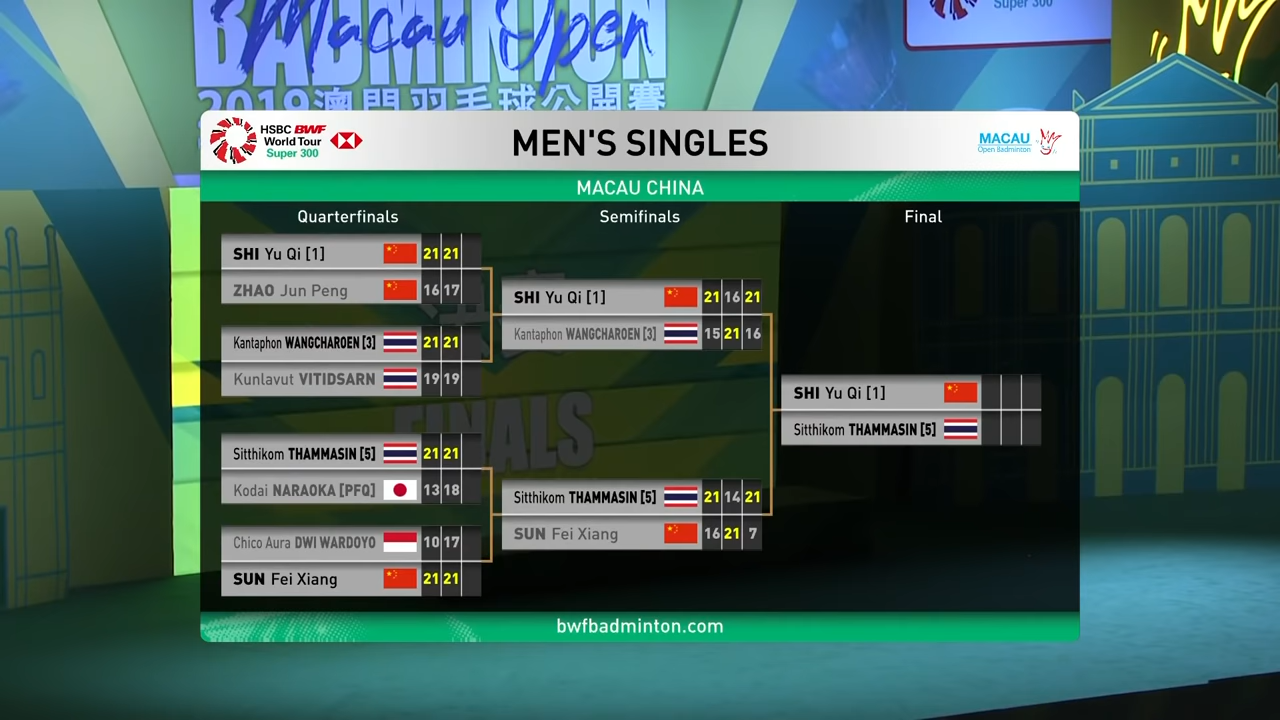 BADMINTON
Macau Open
2019澳門羽毛球公開賽
Super 300
HSBC BWF
World Tour
Super 300
MEN'S SINGLES
MACAU
Open Badminton
MACAU CHINA
Quarterfinals
Semifinals
Final
SHI Yu Qi [1] 21 21
ZHAO Jun Peng 16 17
Kantaphon WANGCHAROEN [3] 21 21
Kunlavut VITIDSARN 19 19
Sitthikom THAMMASIN [5] 21 21
Kodai NARAOKA [PFQ] 13 18
Chico Aura DWI WARDOYO 10 17
SUN Fei Xiang 21 21
SHI Yu Qi [1] 21 16 21
Kantaphon WANGCHAROEN [3] 15 21 16
Sitthikom THAMMASIN [5] 21 14 21
SUN Fei Xiang 16 21 7
SHI Yu Qi [1]
Sitthikom THAMMASIN [5]
FINALS
bwfbadminton.com